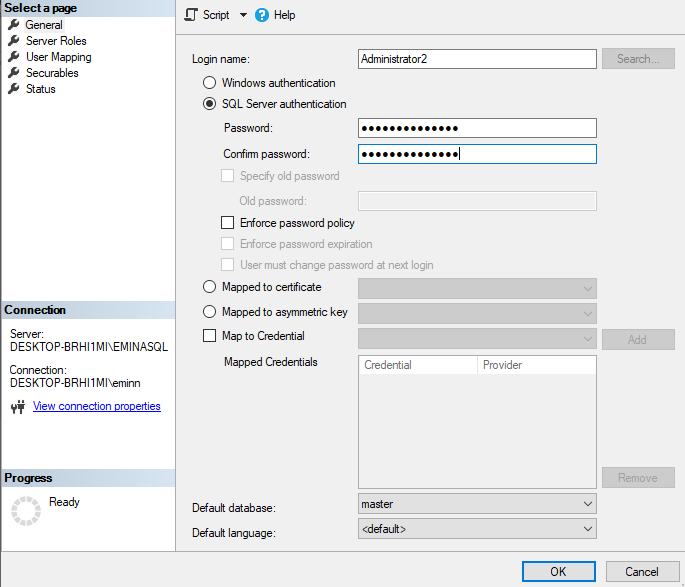 Select a page
General
Server Roles
User Mapping
Securables
Status
Connection
Server:
DESKTOP-BRHI1MI\EMINASQL
Connection:
DESKTOP-BRHI1MI\eminn
View connection properties
Progress
Ready
Script
Help
Login name: Administrator2 Search...
Windows authentication
SQL Server authentication
Password: ●●●●●●●●●●●●●●
Confirm password: ●●●●●●●●●●●●●●
Specify old password
Old password:
Enforce password policy
Enforce password expiration
User must change password at next login
Mapped to certificate
Mapped to asymmetric key
Map to Credential Add
Mapped Credentials Credential Provider
Remove
Default database: master
Default language: <default>
OK Cancel